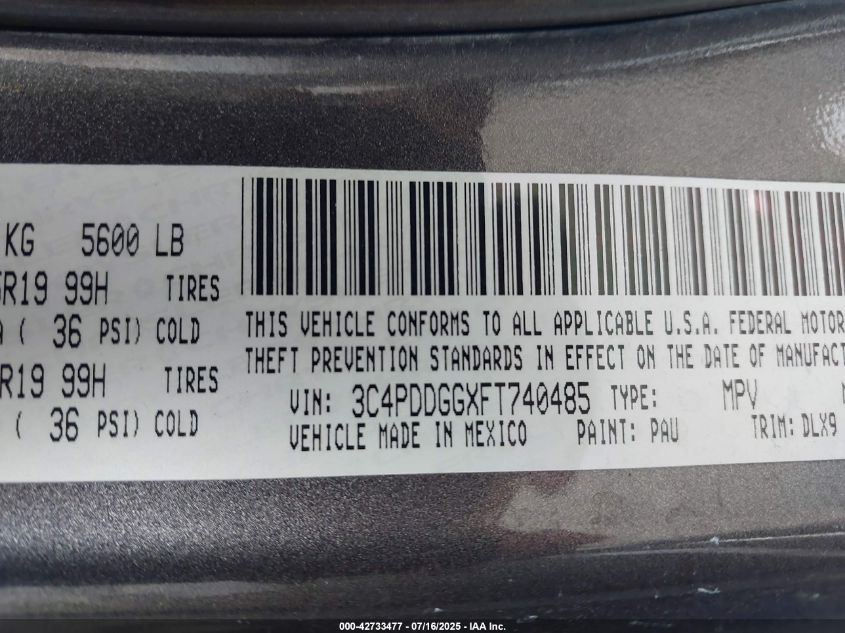 KG 5600 LB
R19 99H TIRES
( 36 PSI) COLD
R19 99H TIRES
( 36 PSI) COLD
THIS VEHICLE CONFORMS TO ALL APPLICABLE U.S.A. FEDERAL MOTOR
THEFT PREVENTION STANDARDS IN EFFECT ON THE DATE OF MANUFACT
VIN: 3C4PDDGGXFT740485 TYPE: MPV
VEHICLE MADE IN MEXICO PAINT: PAU TRIM: DLX9
000-42733477 - 07/16/2025 - IAA Inc.